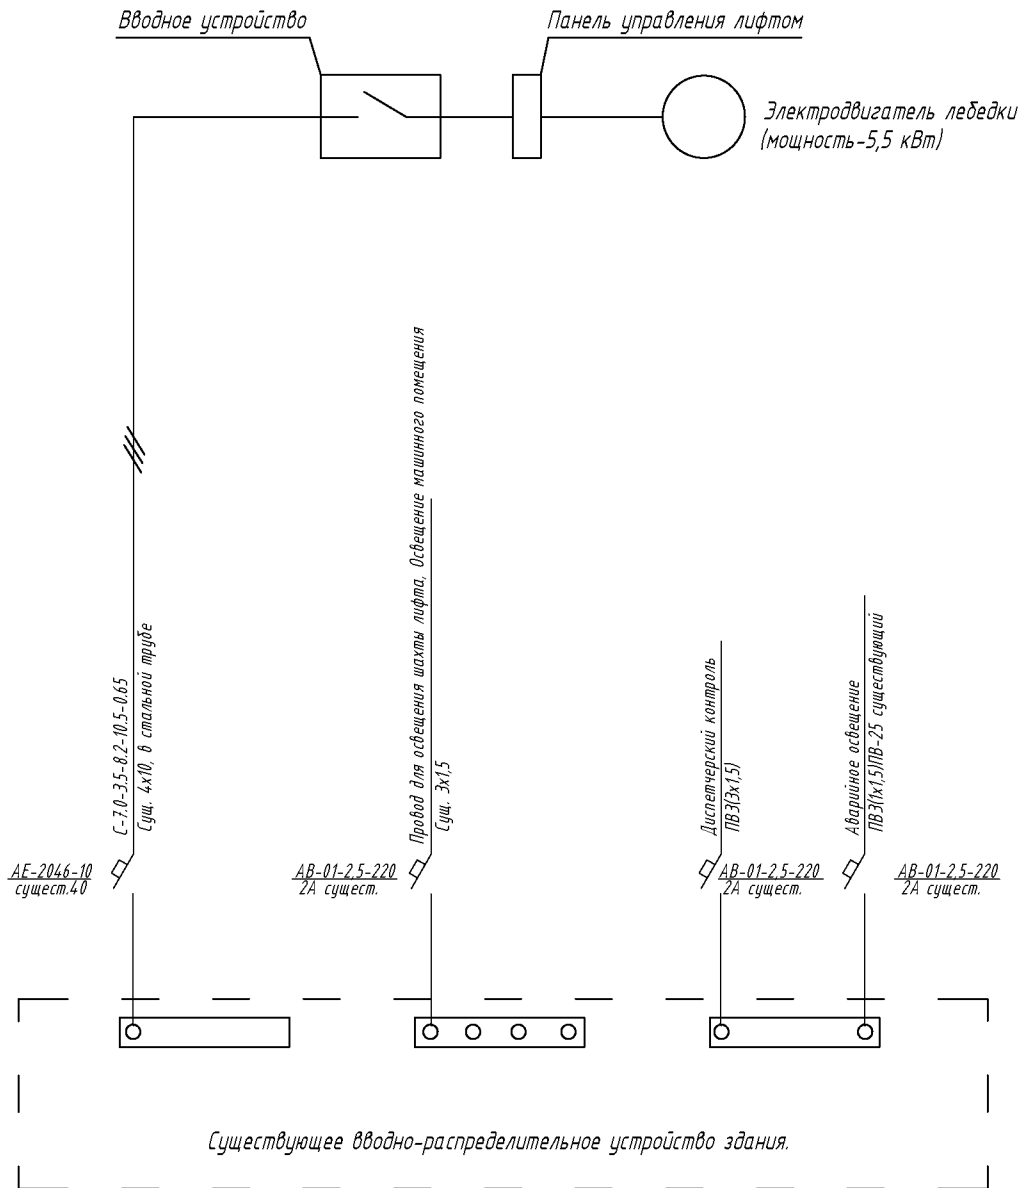 Вводное устройство
Панель управления лифтом
Электродвигатель лебедки
(мощность-5,5 кВт)
С-7.0-3.5-8.2-10.5-0.65
Сущ. 4х10, в стальной трубе
Провод для освещения шахты лифта, Освещение машинного помещения
Сущ. 3х1,5
Диспетчерский контроль
ПВ3(3х1,5)
Аварийное освещение
ПВ3(1х1,5)ПВ-25 существующий
АЕ-2046-10
сущест.40
АВ-01-2,5-220
2А сущест.
АВ-01-2,5-220
2А сущест.
АВ-01-2,5-220
2А сущест.
Существующее вводно-распределительное устройство здания.